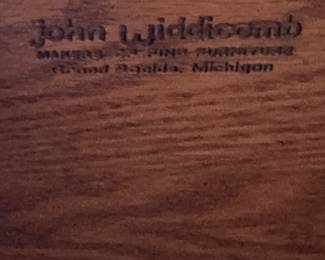 John Widdicomb
MAKERS OF FINE FURNITURE
Grand Rapids, Michigan